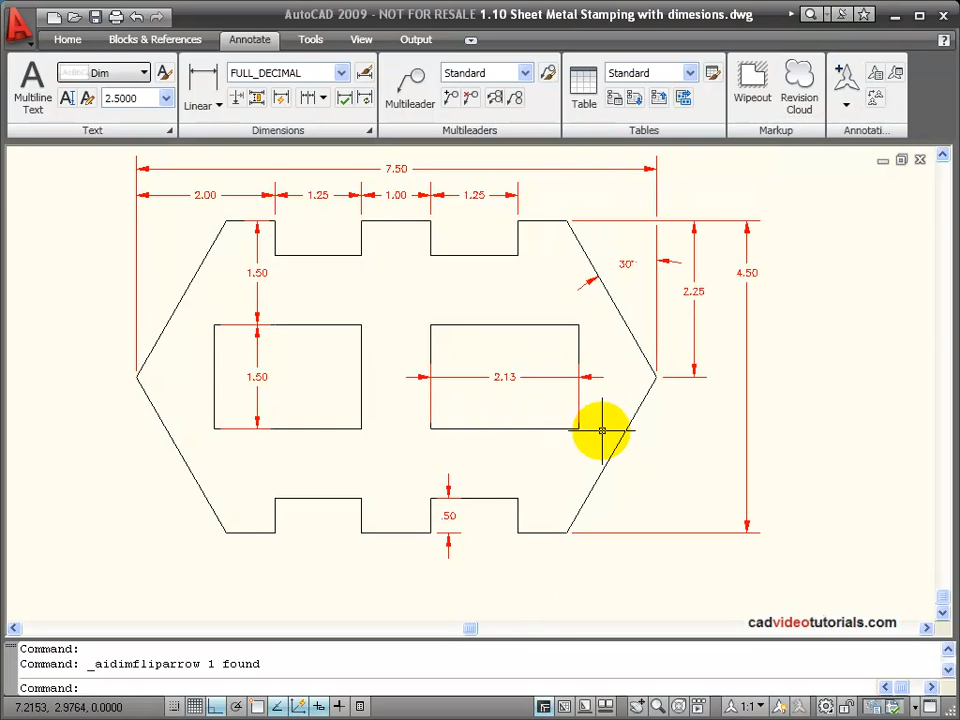 AutoCAD 2009 - NOT FOR RESALE 1.10 Sheet Metal Stamping with dimesions.dwg
Home Blocks & References Annotate Tools View Output
Dim FULL_DECIMAL Standard Standard
Multiline Text
2.5000
Linear
Multileader
Table
Wipeout
Revision Cloud
Text Dimensions Multileaders Tables Markup Annotati...
7.50
2.00 1.25 1.00 1.25
1.50
30°
4.50
2.25
1.50
2.13
.50
cadvideotutorials.com
Command:
Command: _aidimfliparrow 1 found
Command:
7.2153, 2.9764, 0.0000
1:1